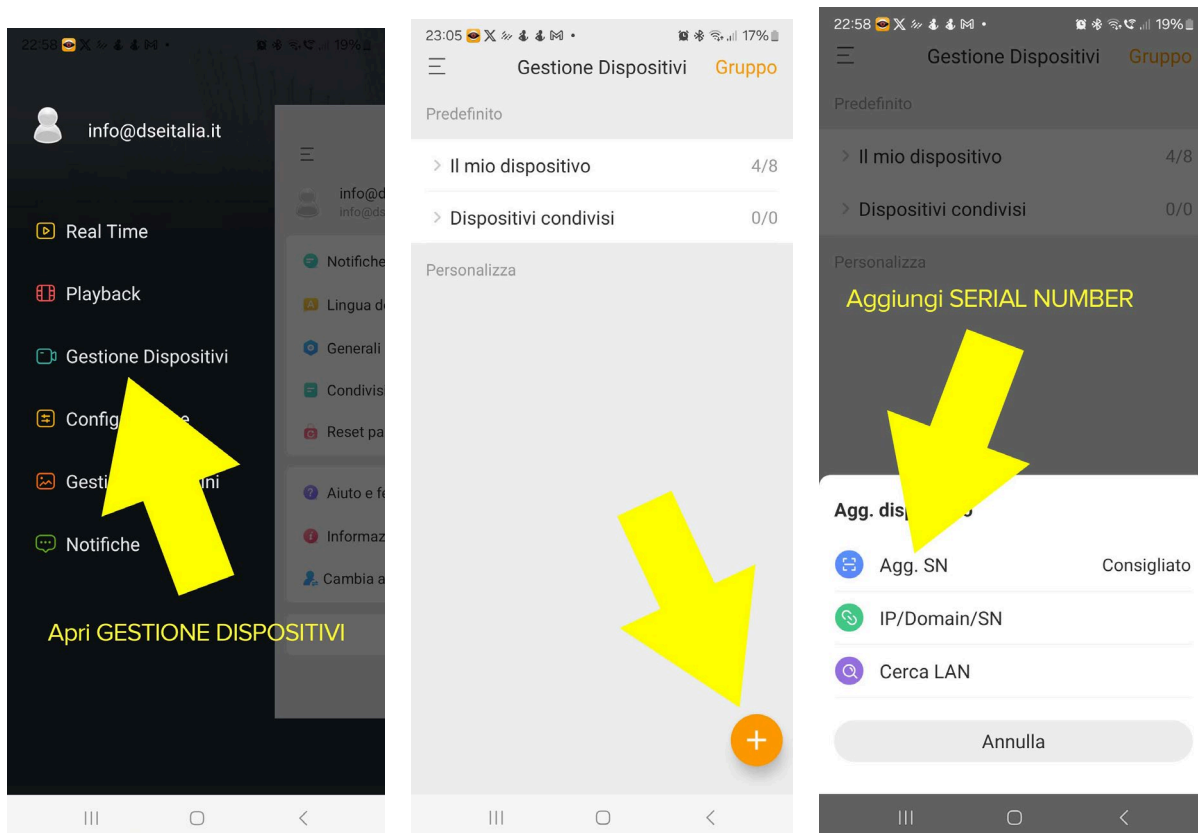 22:58 19%
info@dseitalia.it
Real Time
Playback
Gestione Dispositivi
Notifiche
Apri GESTIONE DISPOSITIVI
info@d
info@ds
Notifiche
Lingua de
Generali
Condivis
Reset pa
Aiuto e fe
Informaz
Cambia a
23:05 17%
Gestione Dispositivi Gruppo
Predefinito
Il mio dispositivo 4/8
Dispositivi condivisi 0/0
Personalizza
22:58 19%
Gestione Dispositivi Gruppo
Predefinito
Il mio dispositivo 4/8
Dispositivi condivisi 0/0
Personalizza
Aggiungi SERIAL NUMBER
Agg.
Agg. SN Consigliato
IP/Domain/SN
Cerca LAN
Annulla